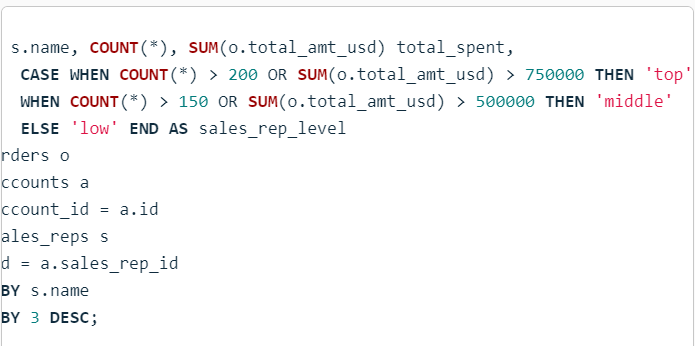 s.name, COUNT(*), SUM(o.total_amt_usd) total_spent,
CASE WHEN COUNT(*) > 200 OR SUM(o.total_amt_usd) > 750000 THEN 'top'
WHEN COUNT(*) > 150 OR SUM(o.total_amt_usd) > 500000 THEN 'middle'
ELSE 'low' END AS sales_rep_level
rders o
ccounts a
ccount_id = a.id
ales_reps s
d = a.sales_rep_id
BY s.name
BY 3 DESC;